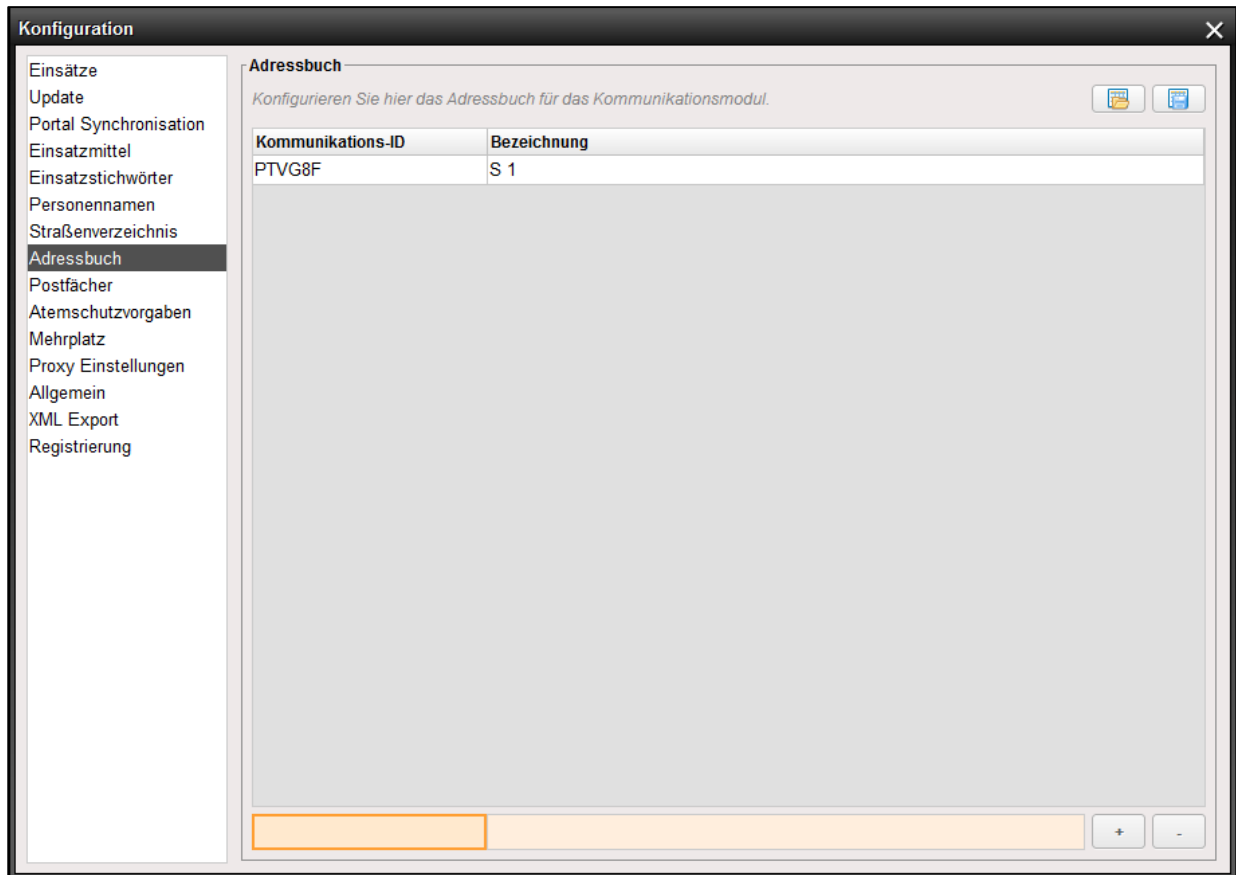 Konfiguration
Einsätze
Update
Portal Synchronisation
Einsatzmittel
Einsatzstichwörter
Personennamen
Straßenverzeichnis
Adressbuch
Postfächer
Atemschutzvorgaben
Mehrplatz
Proxy Einstellungen
Allgemein
XML Export
Registrierung
Adressbuch
Konfigurieren Sie hier das Adressbuch für das Kommunikationsmodul.
Kommunikations-ID Bezeichnung
PTVG8F S 1
+ -